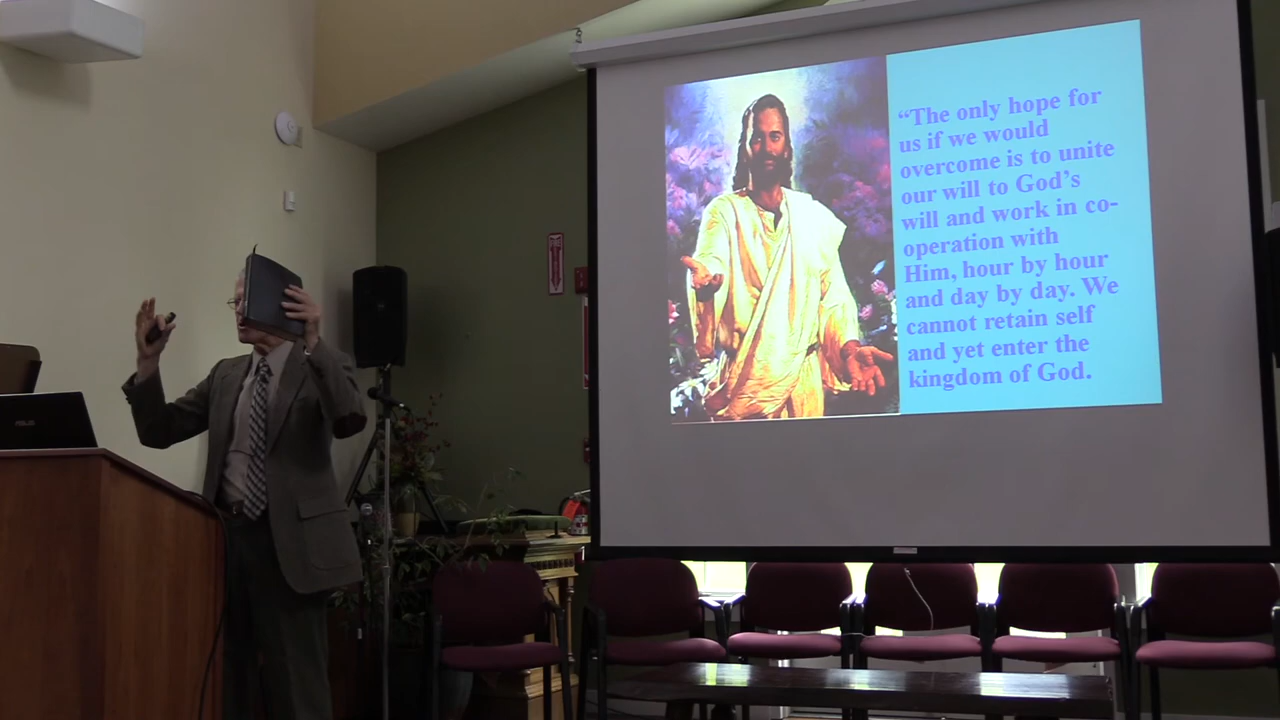 “The only hope for
us if we would
overcome is to unite
our will to God’s
will and work in co-
operation with
Him, hour by hour
and day by day. We
cannot retain self
and yet enter the
kingdom of God.